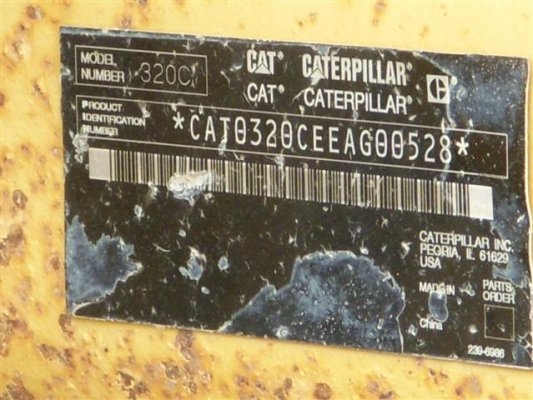 MODEL
NUMBER 320C
CAT® CATERPILLAR®
CAT® CATERPILLAR®
PRODUCT
IDENTIFICATION
NUMBER
*CAT0320CEEAG00528*
CATERPILLAR INC.
PEORIA, IL 61629
USA
MADE IN
China
PARTS
ORDER
239-6986